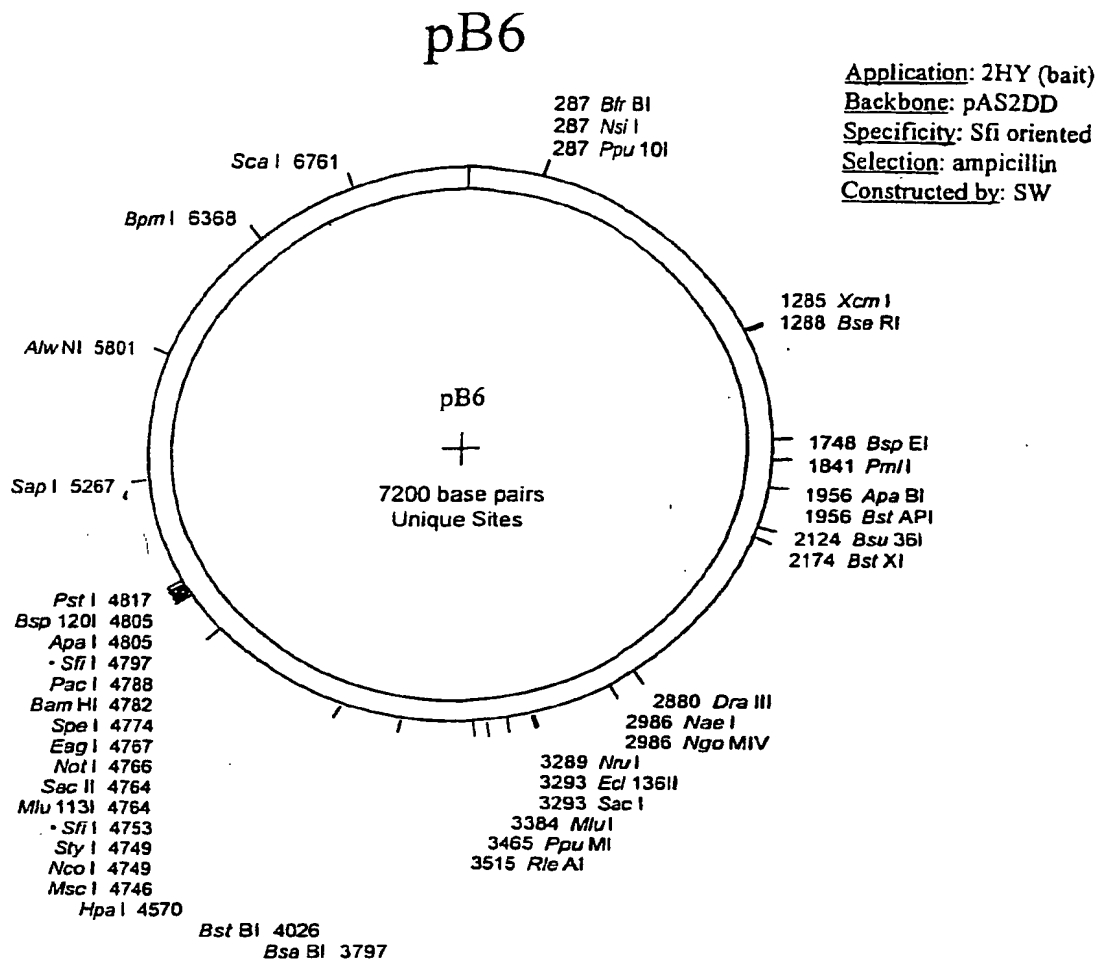 pB6
Application: 2HY (bait)
Backbone: pAS2DD
Specificity: Sfi oriented
Selection: ampicillin
Constructed by: SW
287 Bfr BI
287 Nsi I
287 Ppu 10I
Sca I 6761
Bpm I 6368
1285 Xcm I
1288 Bse RI
Alw NI 5801
pB6
7200 base pairs
Unique Sites
1748 Bsp EI
1841 Pml I
1956 Apa BI
1956 Bst API
2124 Bsu 36I
2174 Bst XI
Sap I 5267
Pst I 4817
Bsp 120I 4805
Apa I 4805
• Sfi I 4797
Pac I 4788
Bam HI 4782
Spe I 4774
Eag I 4767
Not I 4766
Sac II 4764
Mlu 113I 4764
• Sfi I 4753
Sty I 4749
Nco I 4749
Msc I 4746
Hpa I 4570
Bst BI 4026
Bsa BI 3797
2880 Dra III
2986 Nae I
2986 Ngo MIV
3289 Nru I
3293 Ecl 136II
3293 Sac I
3384 Mlu I
3465 Ppu MI
3515 Rle AI